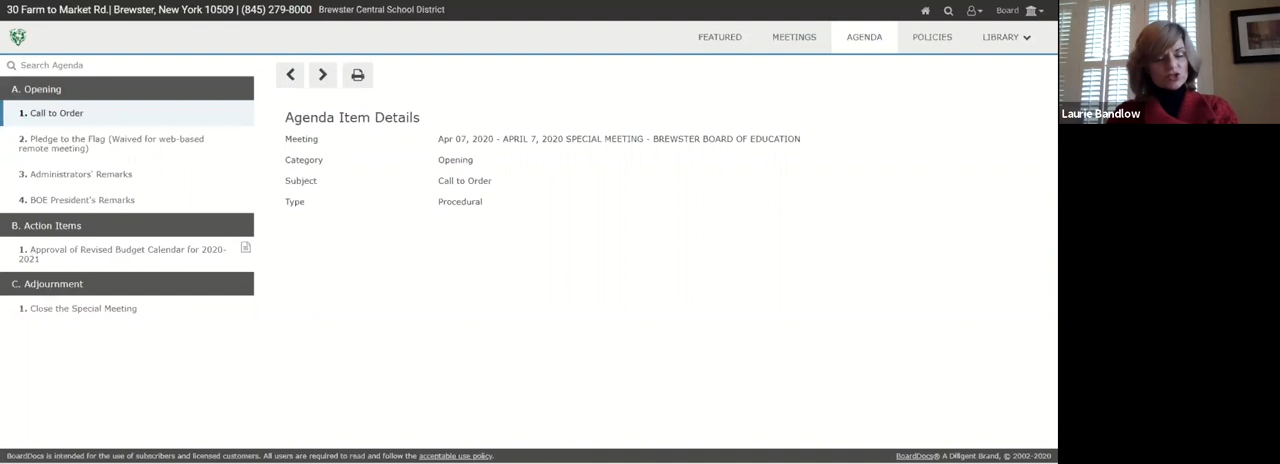 30 Farm to Market Rd.| Brewster, New York 10509 | (845) 279-8000 Brewster Central School District
Board
FEATURED MEETINGS AGENDA POLICIES LIBRARY
Search Agenda
A. Opening
1. Call to Order
2. Pledge to the Flag (Waived for web-based
remote meeting)
3. Administrators' Remarks
4. BOE President's Remarks
B. Action Items
1. Approval of Revised Budget Calendar for 2020-
2021
C. Adjournment
1. Close the Special Meeting
Agenda Item Details
Meeting Apr 07, 2020 - APRIL 7, 2020 SPECIAL MEETING - BREWSTER BOARD OF EDUCATION
Category Opening
Subject Call to Order
Type Procedural
Laurie Bandlow
BoardDocs is intended for the use of subscribers and licensed customers. All users are required to read and follow the acceptable use policy.
BoardDocs® A Diligent Brand, © 2002-2020